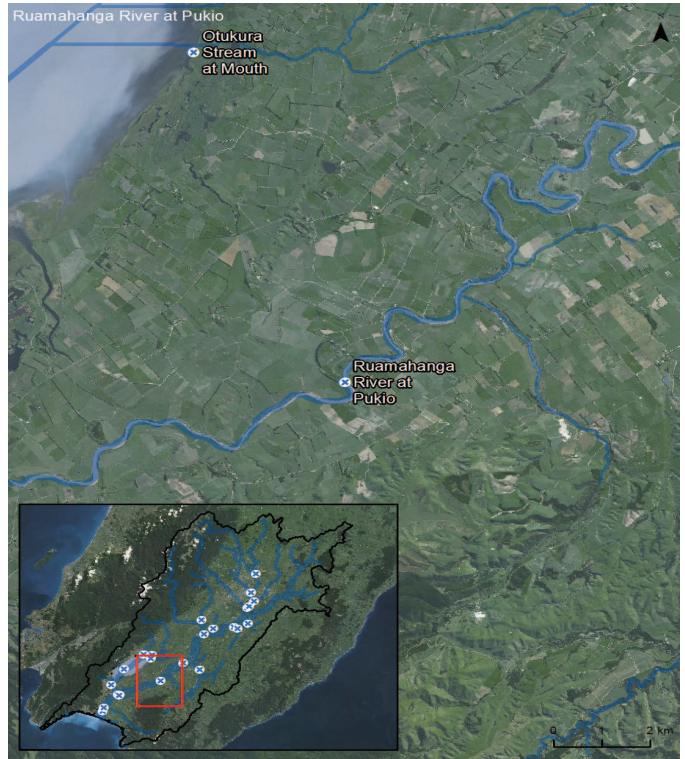 Ruamahanga River at Pukio
Otukura
Stream
at Mouth
Ruamahanga
River at
Pukio
0 1 2 km